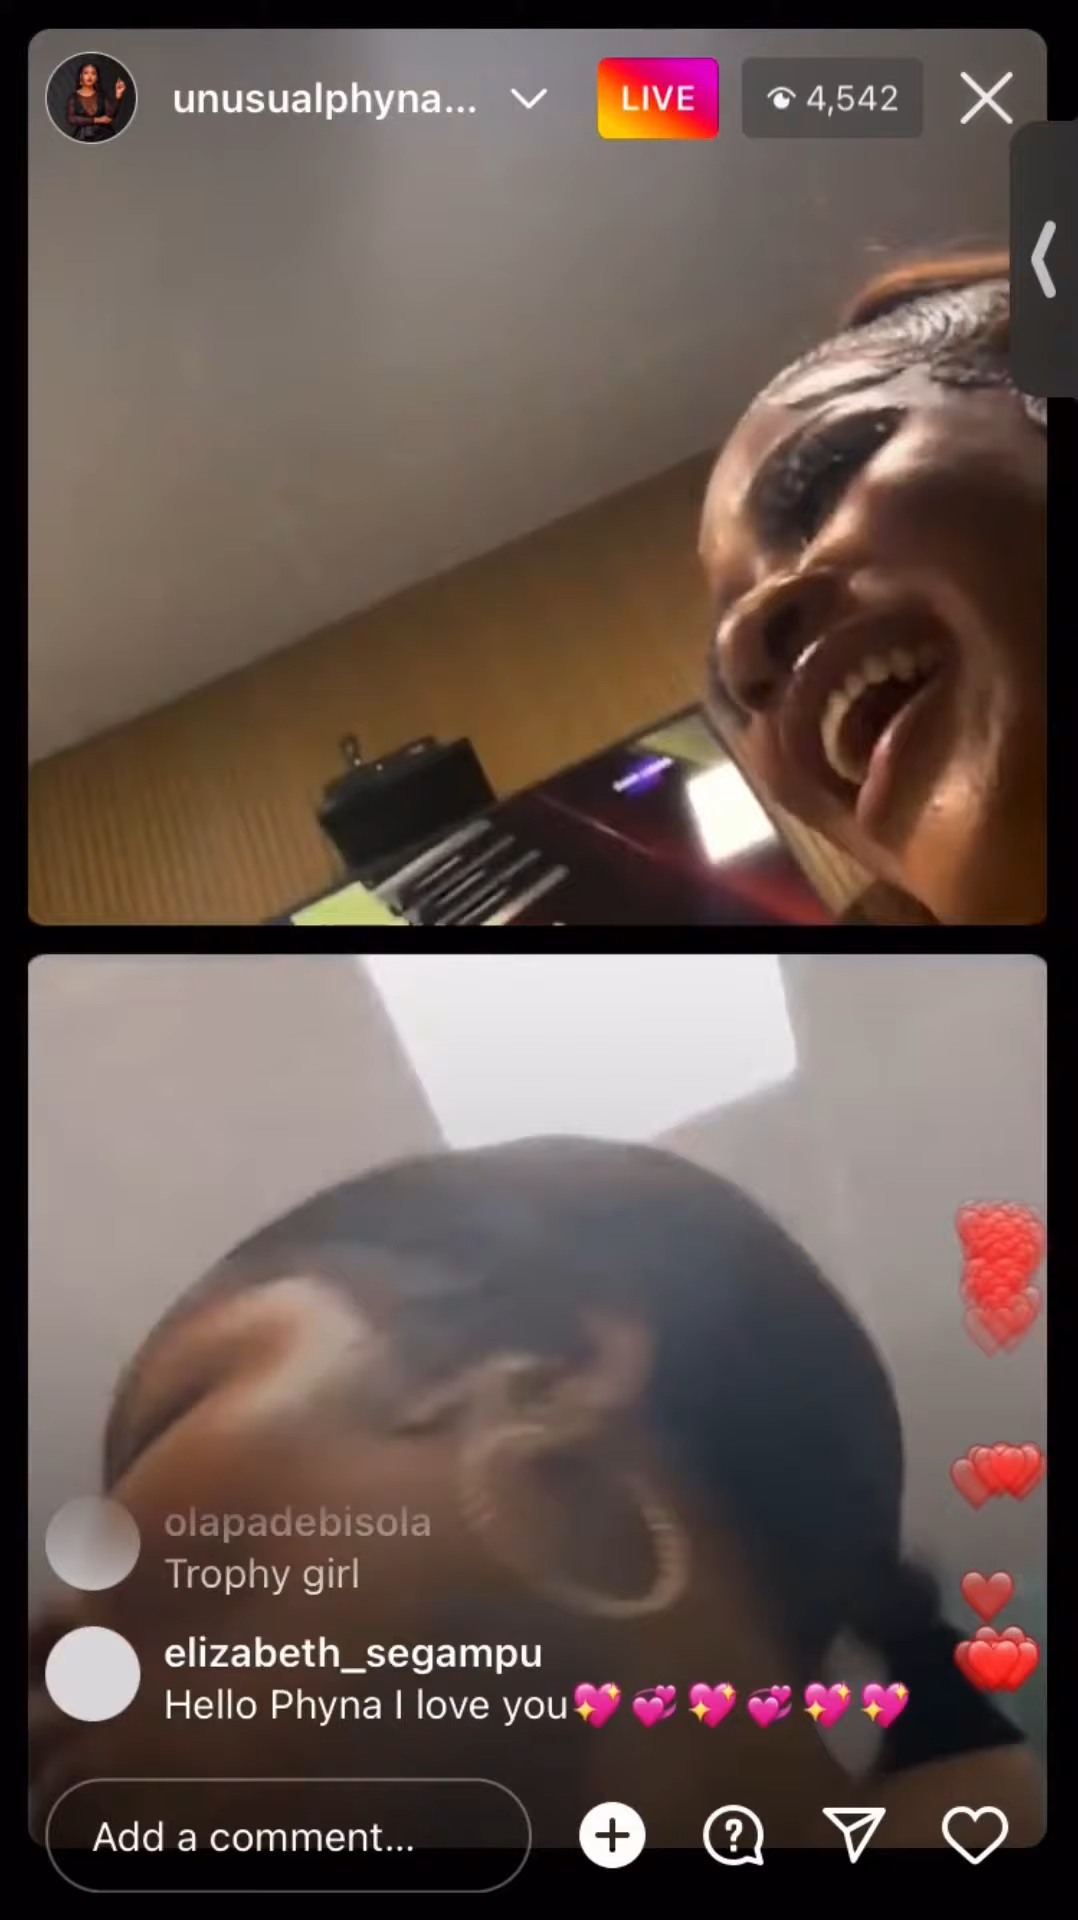 unusualphyna...
LIVE
4,542
olapadebisola
Trophy girl
elizabeth_segampu
Hello Phyna I love you💖💞💖💞💖💖
Add a comment...